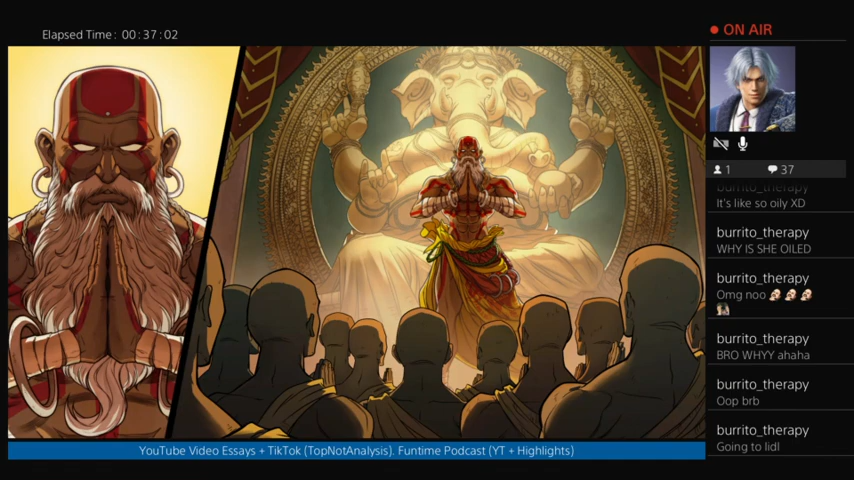 Elapsed Time: 00:37:02
ON AIR
1
37
burrito_therapy
It's like so oily XD
burrito_therapy
WHY IS SHE OILED
burrito_therapy
Omg noo
burrito_therapy
BRO WHYY ahaha
burrito_therapy
Oop brb
burrito_therapy
Going to lidl
YouTube Video Essays + TikTok (TopNotAnalysis). Funtime Podcast (YT + Highlights)